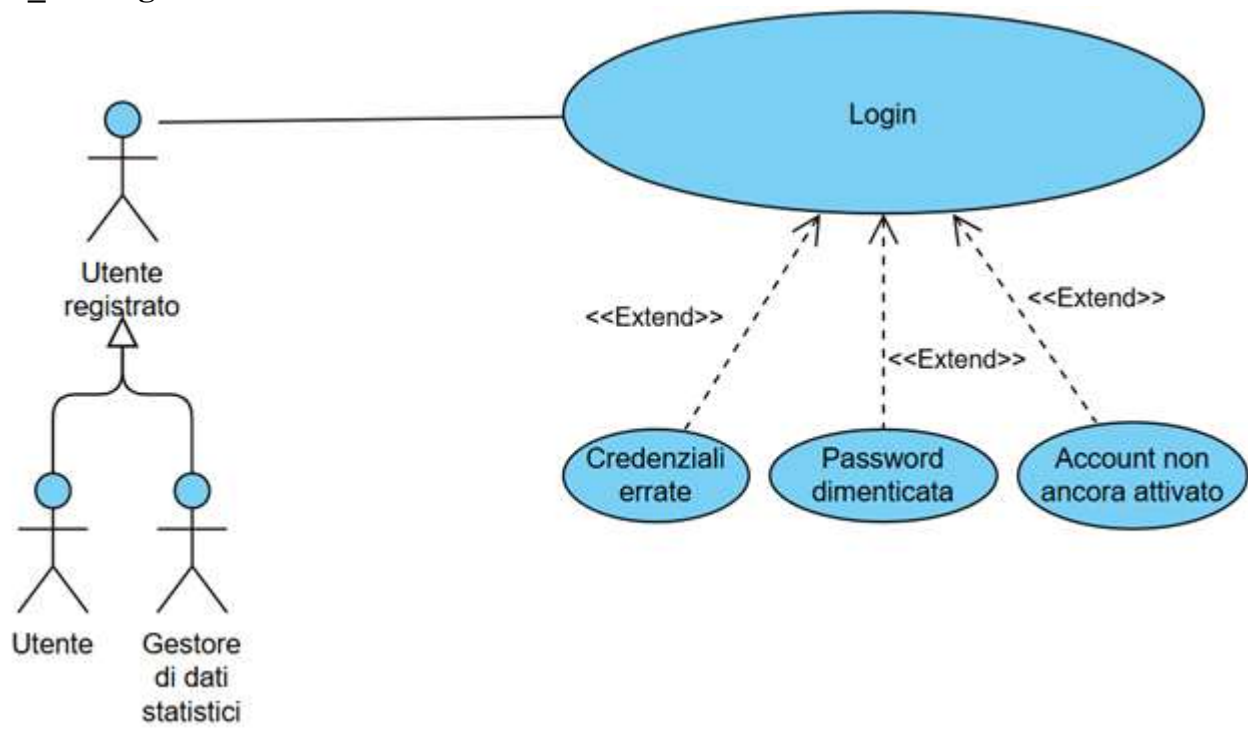 Login
Utente
registrato
<<Extend>>
<<Extend>>
<<Extend>>
Credenziali
errate
Password
dimenticata
Account non
ancora attivato
Utente
Gestore
di dati
statistici